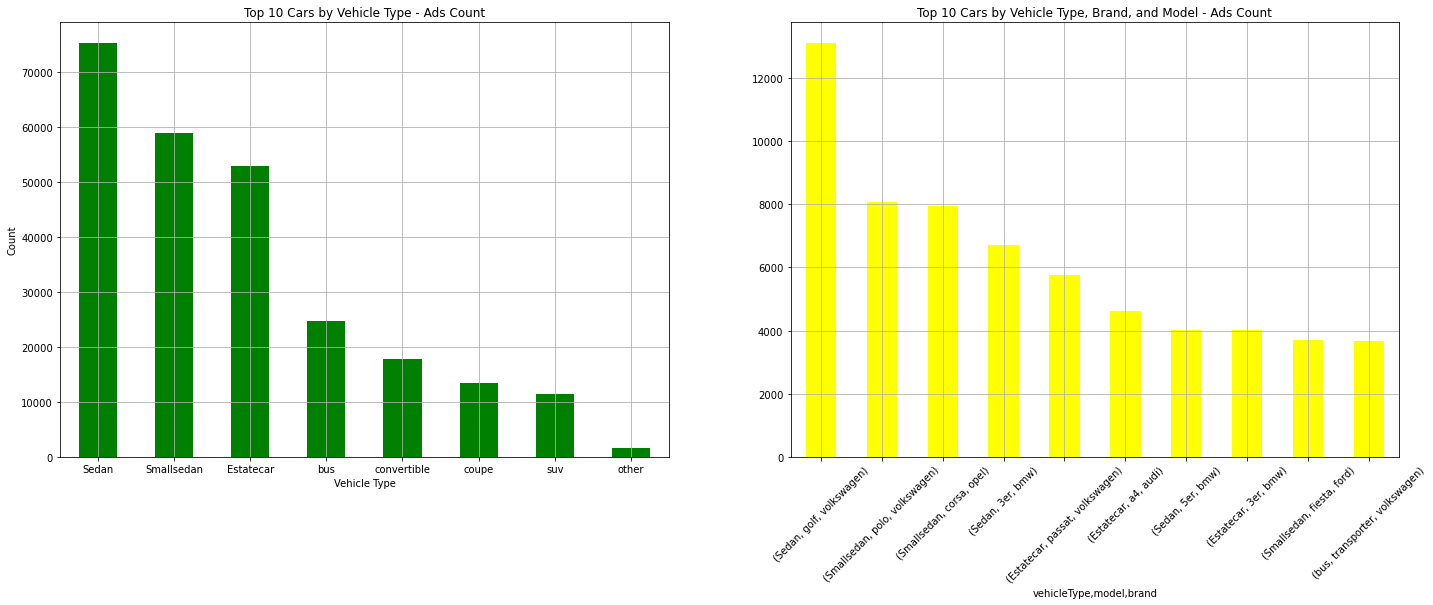 Top 10 Cars by Vehicle Type - Ads Count
Count
70000
60000
50000
40000
30000
20000
10000
0
Sedan
Smallsedan
Estatecar
bus
convertible
coupe
suv
other
Vehicle Type
Top 10 Cars by Vehicle Type, Brand, and Model - Ads Count
12000
10000
8000
6000
4000
2000
0
(Sedan, golf, volkswagen)
(Smallsedan, polo, volkswagen)
(Smallsedan, corsa, opel)
(Sedan, 3er, bmw)
(Estatecar, passat, volkswagen)
(Estatecar, a4, audi)
(Sedan, 5er, bmw)
(Estatecar, 3er, bmw)
(Smallsedan, fiesta, ford)
(bus, transporter, volkswagen)
vehicleType,model,brand